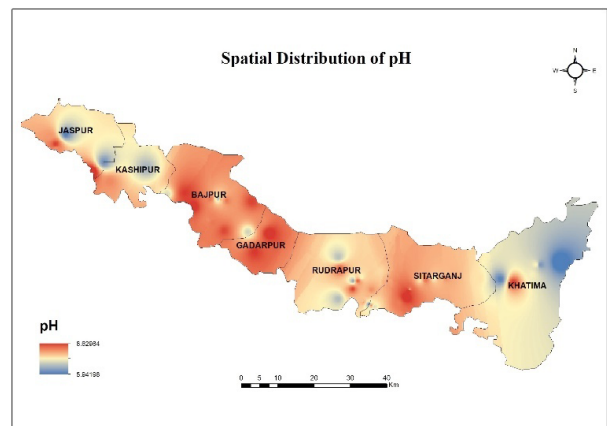 Spatial Distribution of pH
N
W E
S
JASPUR
KASHIPUR
BAJPUR
GADARPUR
RUDRAPUR
SITARGANJ
KHATIMA
pH
8.62984
5.94198
0 5 10 20 30 40
Km